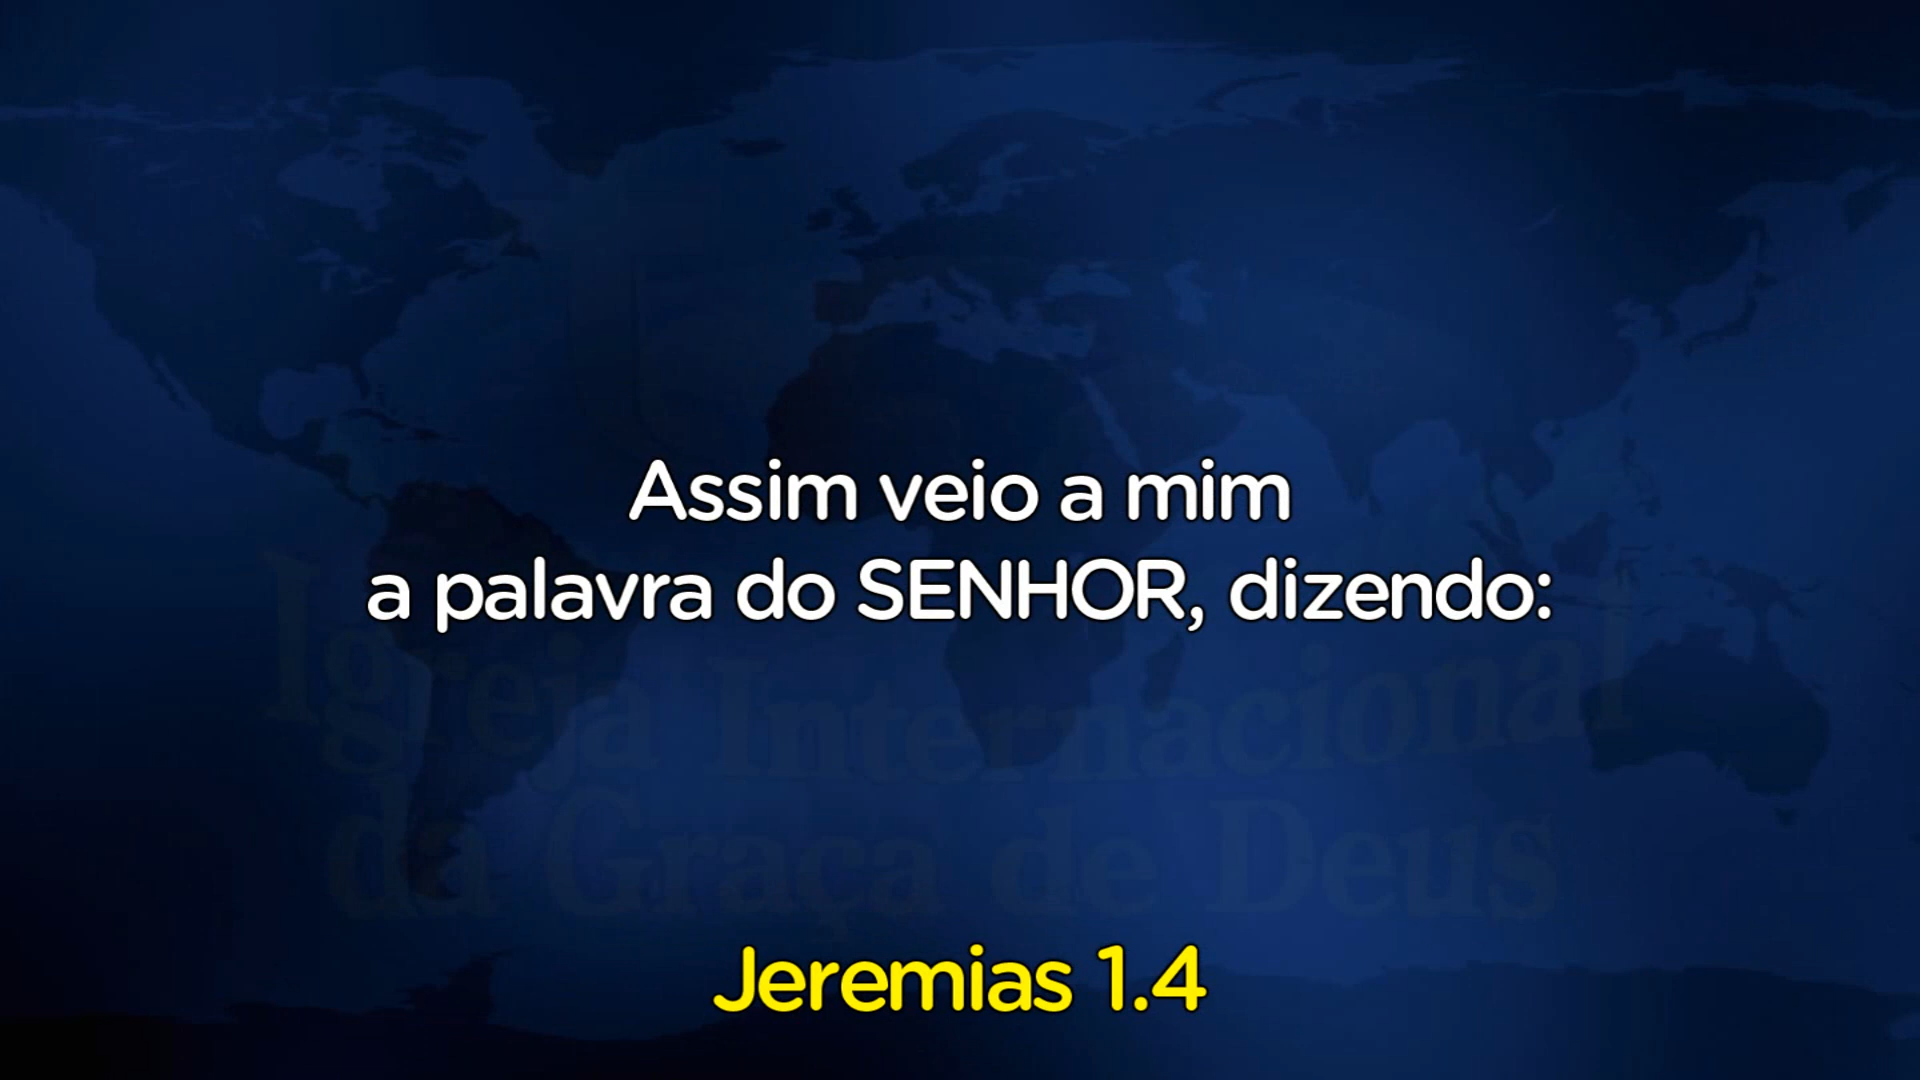 Assim veio a mim
a palavra do SENHOR, dizendo:
Igreja Internacional
da Graça de Deus
Jeremias 1.4